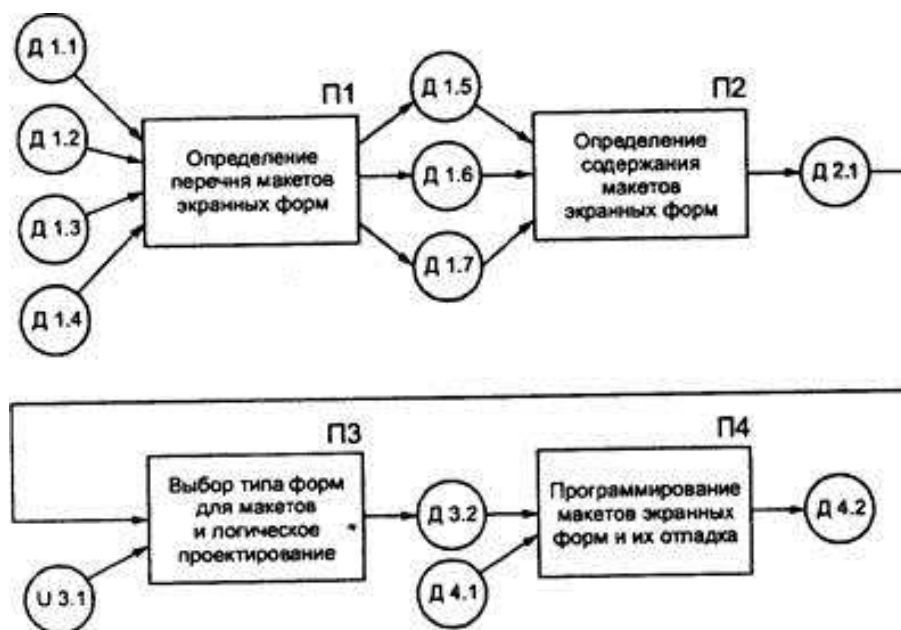 Д 1.1
Д 1.2
Д 1.3
Д 1.4
П1
Определение
перечня макетов
экранных форм
Д 1.5
Д 1.6
Д 1.7
П2
Определение
содержания
макетов
экранных форм
Д 2.1
П3
Выбор типа форм
для макетов
и логическое
проектирование
U 3.1
Д 3.2
Д 4.1
П4
Программирование
макетов экранных
форм и их отладка
Д 4.2